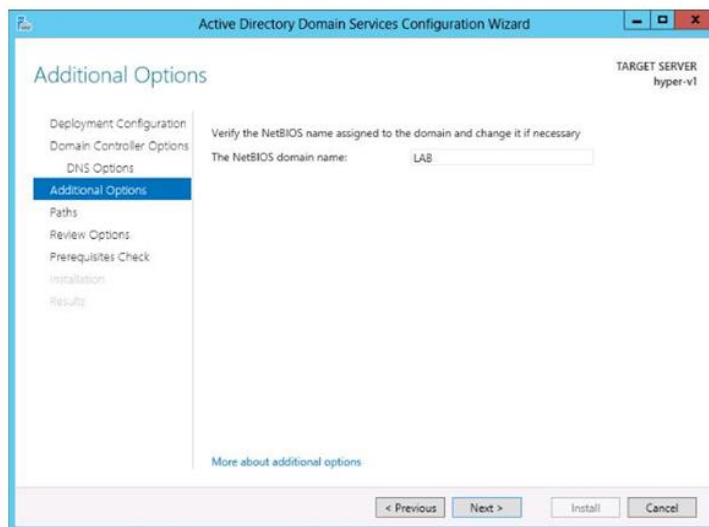 Active Directory Domain Services Configuration Wizard
Additional Options
TARGET SERVER
hyper-v1
Deployment Configuration
Domain Controller Options
DNS Options
Additional Options
Paths
Review Options
Prerequisites Check
Installation
Results
Verify the NetBIOS name assigned to the domain and change it if necessary
The NetBIOS domain name: LAB
More about additional options
< Previous Next > Install Cancel